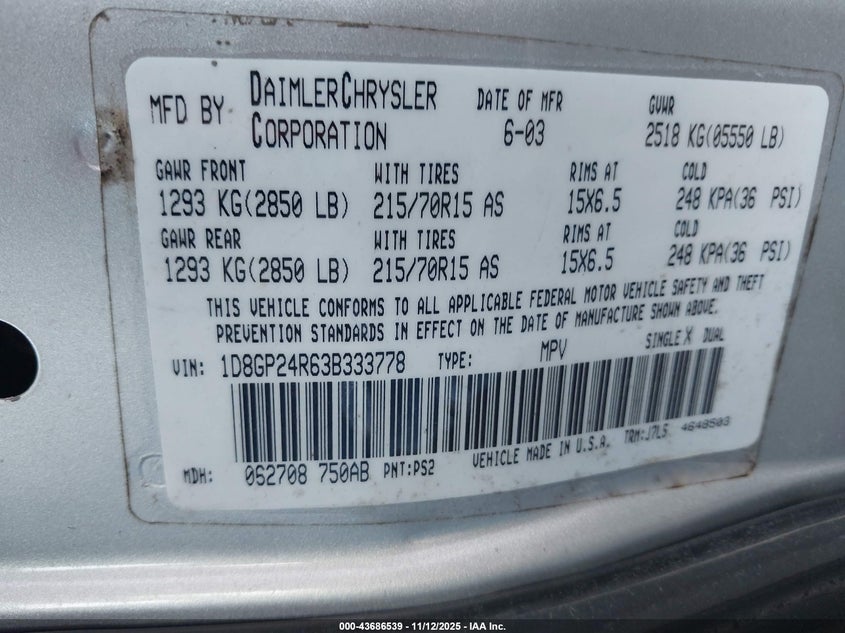 MFD BY DAIMLERCHRYSLER CORPORATION DATE OF MFR 6-03 GVWR 2518 KG(05550 LB)
GAWR FRONT WITH TIRES RIMS AT COLD
1293 KG(2850 LB) 215/70R15 AS 15X6.5 248 KPA(36 PSI)
GAWR REAR WITH TIRES RIMS AT COLD
1293 KG(2850 LB) 215/70R15 AS 15X6.5 248 KPA(36 PSI)
THIS VEHICLE CONFORMS TO ALL APPLICABLE FEDERAL MOTOR VEHICLE SAFETY AND THEFT
PREVENTION STANDARDS IN EFFECT ON THE DATE OF MANUFACTURE SHOWN ABOVE.
VIN: 1D8GP24R63B333778 TYPE: MPV SINGLE X DUAL
MDH: 062708 750AB PNT:PS2 VEHICLE MADE IN U.S.A. TRM:J7L5 4648503
000-43686539 - 11/12/2025 - IAA Inc.